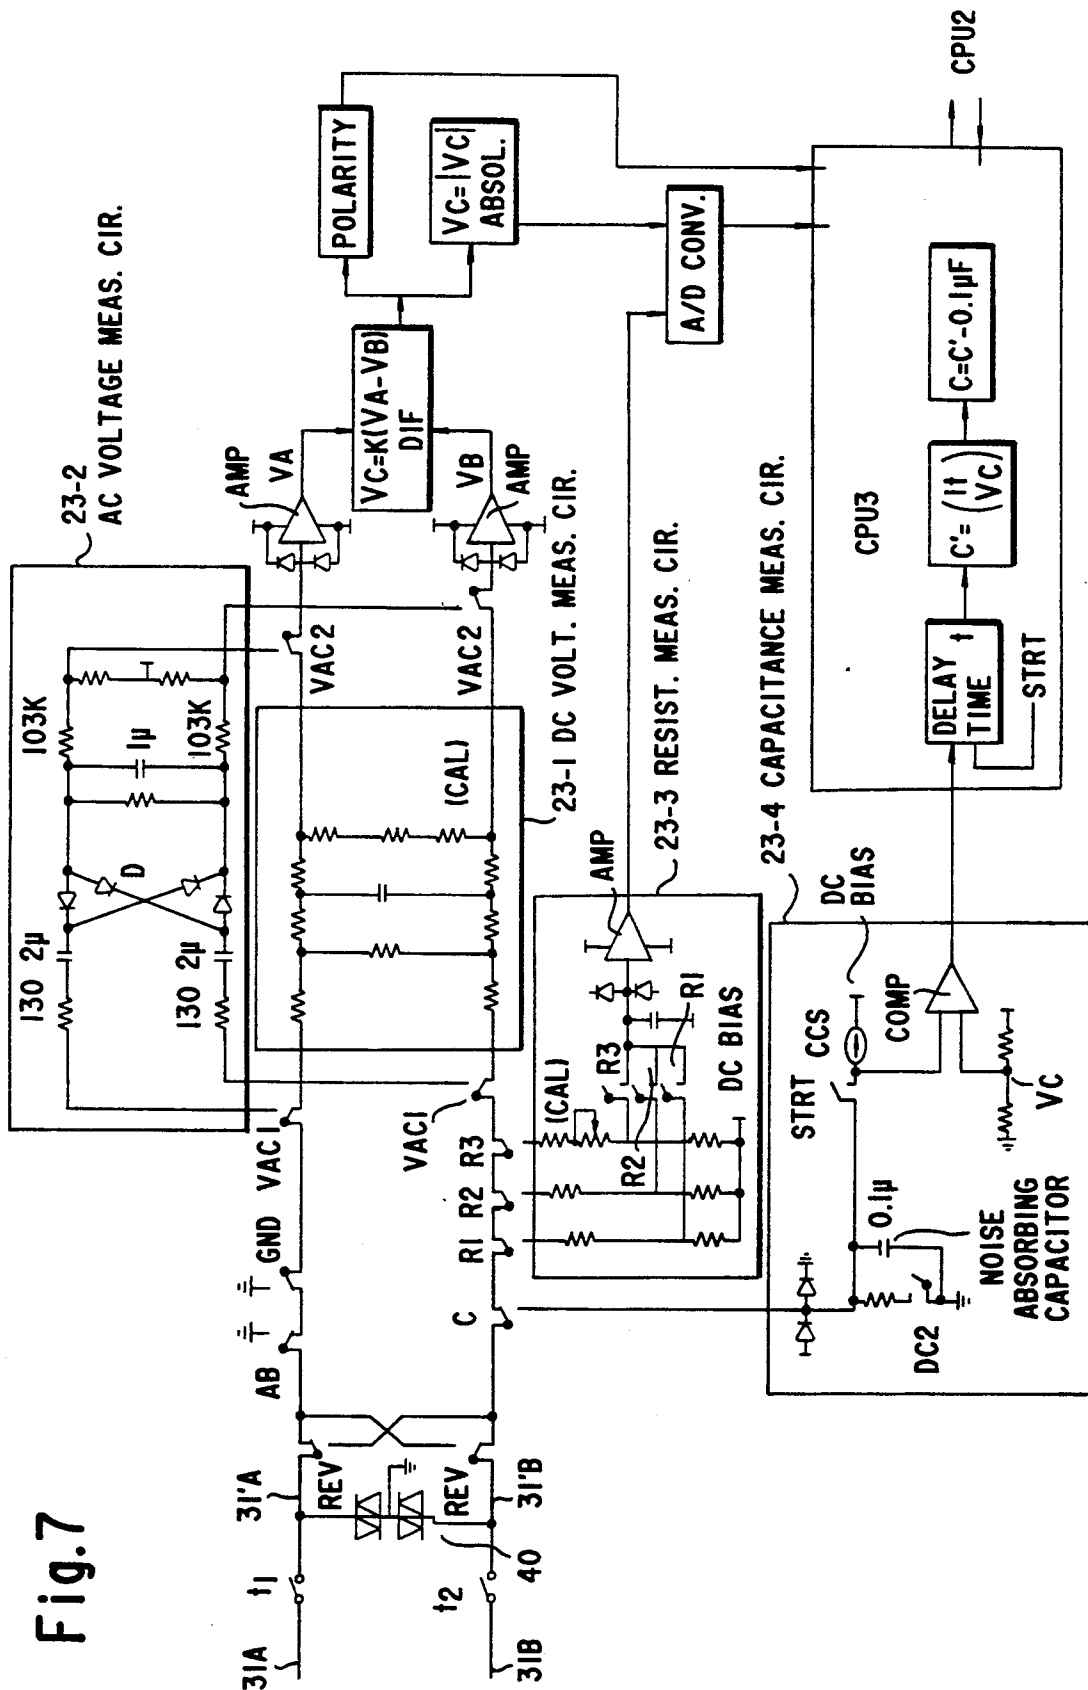 Fig.7
23-2
AC VOLTAGE MEAS. CIR.
130 2μ
130 2μ
D
1μ
103K
103K
31A
t1
31'A
REV
AB
GND
VAC1
VAC2
AMP
VA
POLARITY
VC=K(VA-VB)
DIF
VC=|VC|
ABSOL.
(CAL)
31B
t2
40
31'B
REV
C
R1
R2
R3
VAC1
VAC2
VB
AMP
23-1 DC VOLT. MEAS. CIR.
A/D CONV.
(CAL)
R3
R2
R1
DC BIAS
AMP
23-3 RESIST. MEAS. CIR.
23-4 CAPACITANCE MEAS. CIR.
DC2
0.1μ
NOISE
ABSORBING
CAPACITOR
STRT
CCS
DC
BIAS
COMP
VC
CPU3
DELAY
TIME
t
STRT
C'=(It/VC)
C=C'-0.1μF
CPU2